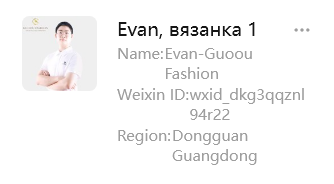 Evan, вязанка 1
Name:Evan-Guoou
Fashion
Weixin ID:wxid_dkg3qqznl
94r22
Region:Dongguan
Guangdong